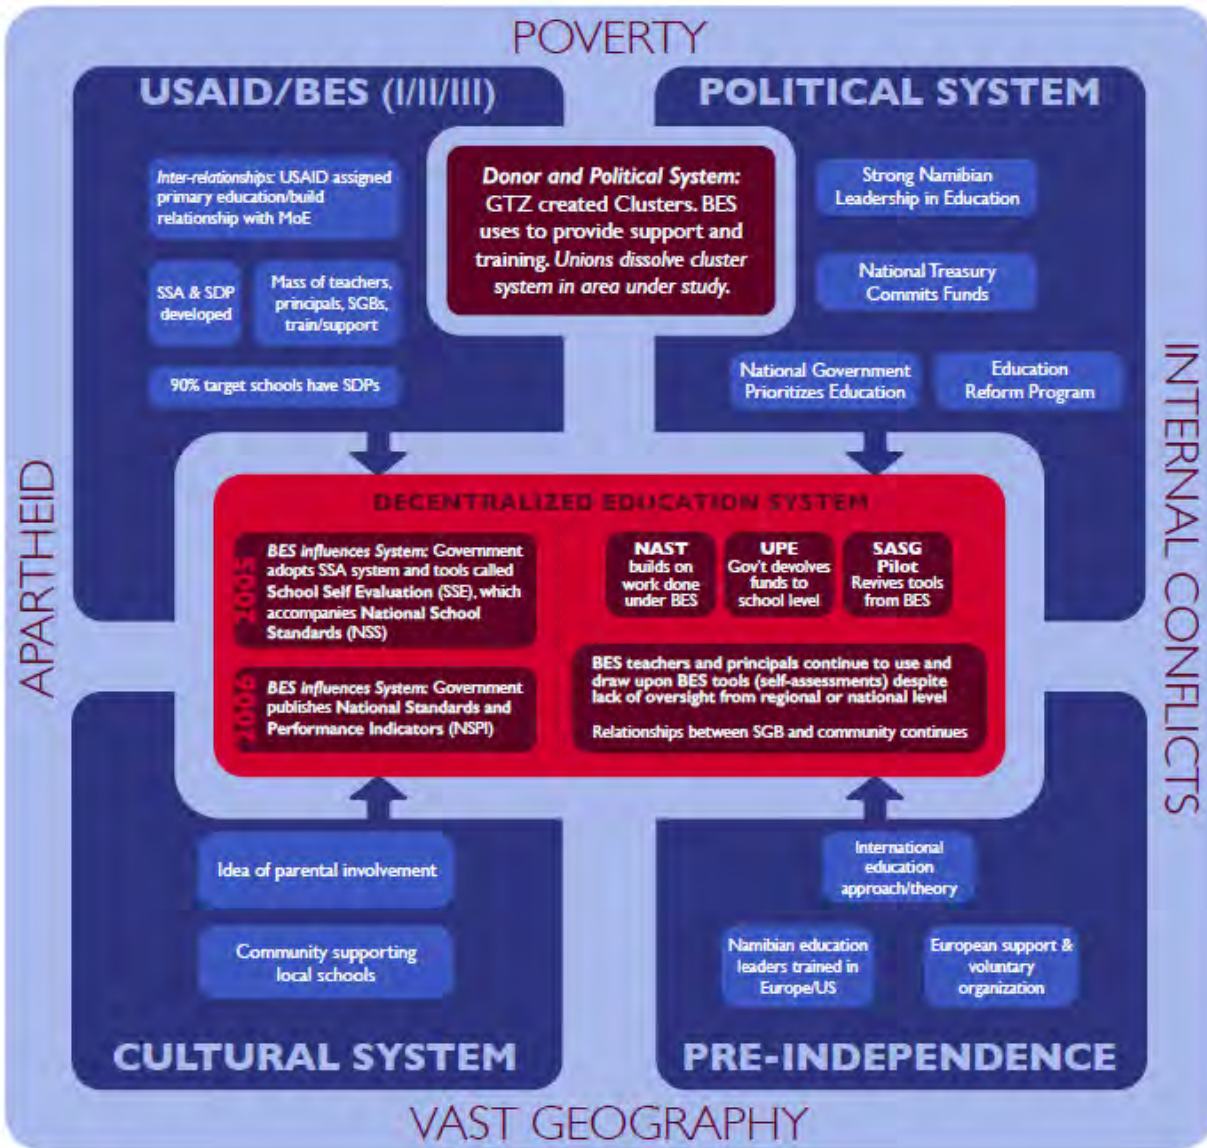 POVERTY
USAID/BES (I/II/III)
Inter-relationships: USAID assigned
primary education/build
relationship with MoE
SSA & SDP
developed
Mass of teachers,
principals, SGBs,
train/support
90% target schools have SDPs
Donor and Political System:
GTZ created Clusters. BES
uses to provide support and
training. Unions dissolve cluster
system in area under study.
POLITICAL SYSTEM
Strong Namibian
Leadership in Education
National Treasury
Commits Funds
National Government
Prioritizes Education
Education
Reform Program
APARTHEID
INTERNAL CONFLICTS
DECENTRALIZED EDUCATION SYSTEM
2005
BES influences System: Government
adopts SSA system and tools called
School Self Evaluation (SSE), which
accompanies National School
Standards (NSS)
2006
BES influences System: Government
publishes National Standards and
Performance Indicators (NSPI)
NAST
builds on
work done
under BES
UPE
Gov't devolves
funds to
school level
SASG
Pilot
Revives tools
from BES
BES teachers and principals continue to use and
draw upon BES tools (self-assessments) despite
lack of oversight from regional or national level
Relationships between SGB and community continues
Idea of parental involvement
Community supporting
local schools
CULTURAL SYSTEM
International
education
approach/theory
Namibian education
leaders trained in
Europe/US
European support &
voluntary
organization
PRE-INDEPENDENCE
VAST GEOGRAPHY